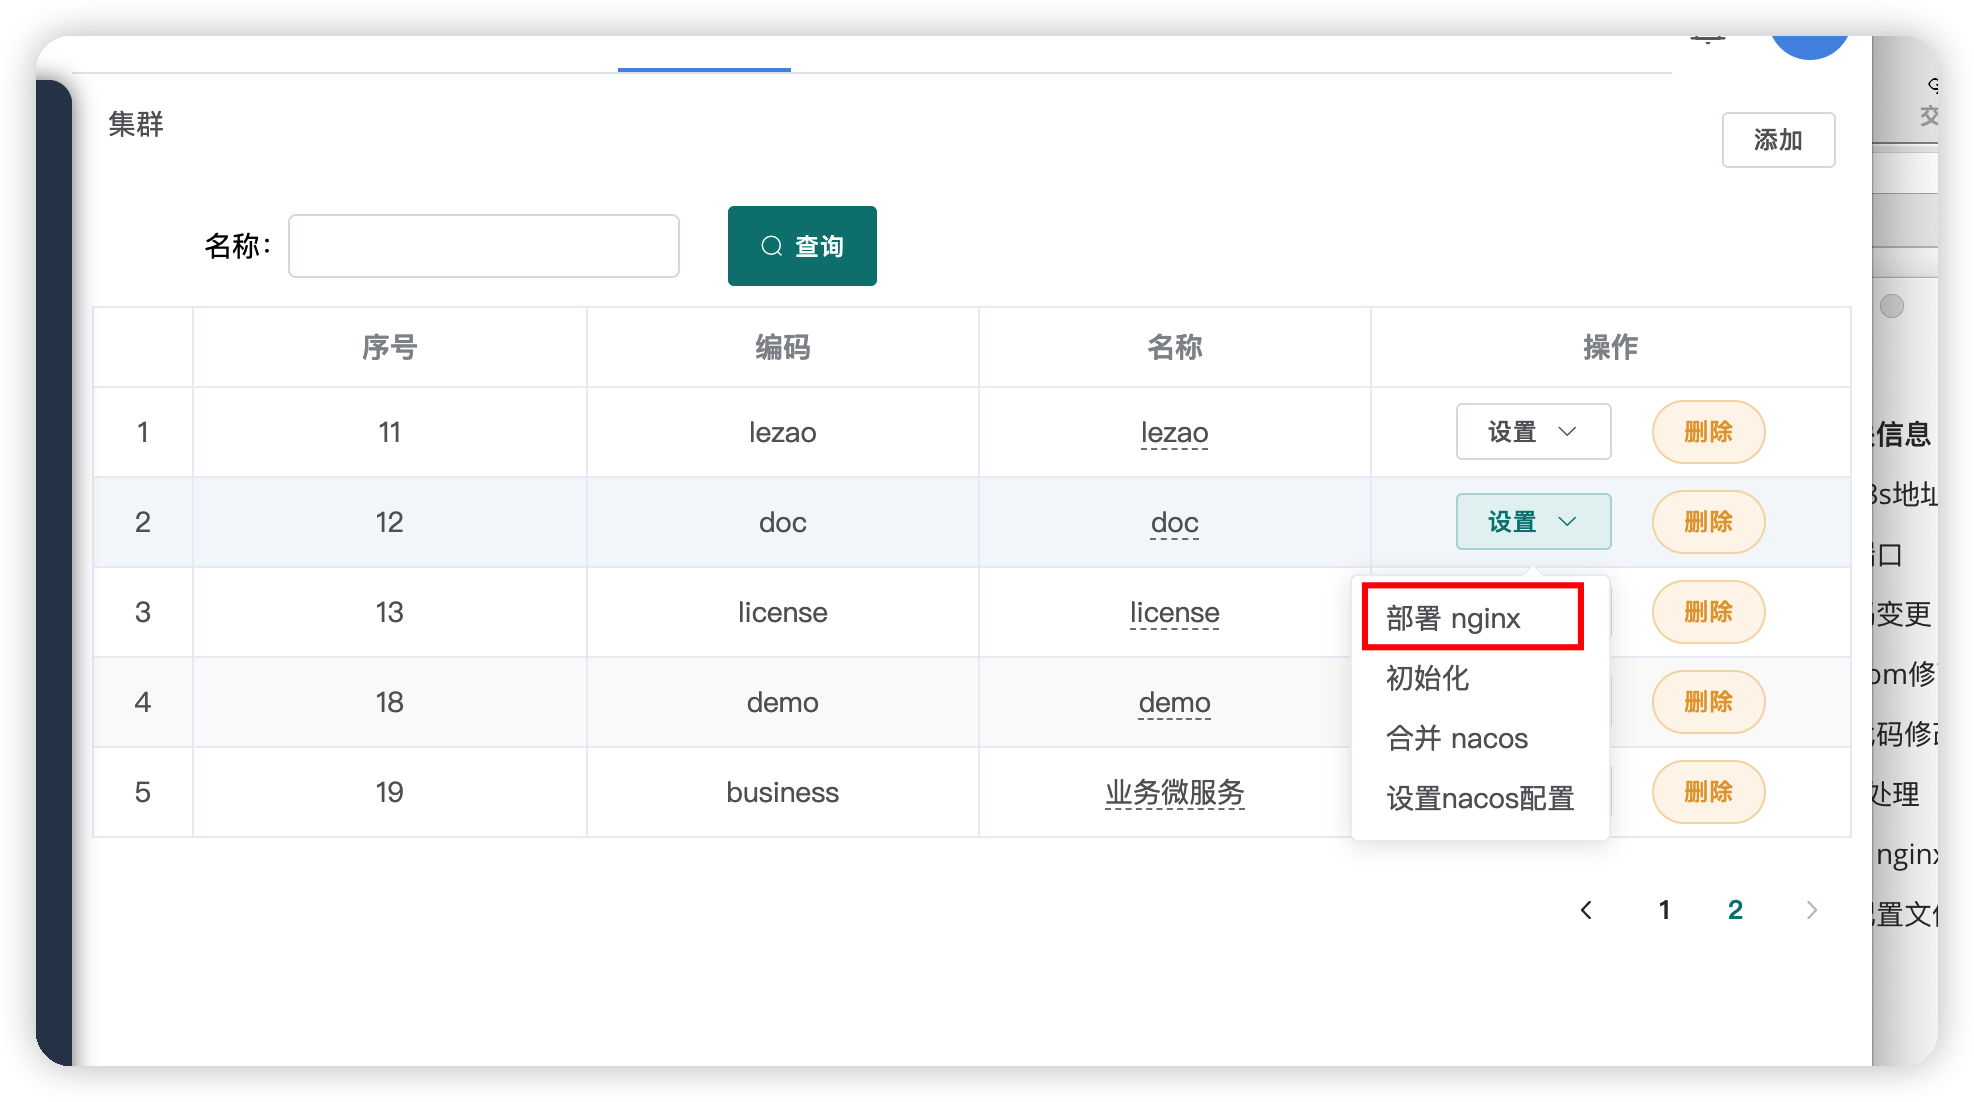 集群
添加
名称：
查询
序号 编码 名称 操作
1 11 lezao lezao 设置 删除
2 12 doc doc 设置 删除
3 13 license license 删除
4 18 demo demo 删除
5 19 business 业务微服务 删除
部署 nginx
初始化
合并 nacos
设置nacos配置
1 2
交
信息
s地址
口
变更
om修
码修改
处理
nginx
置文件